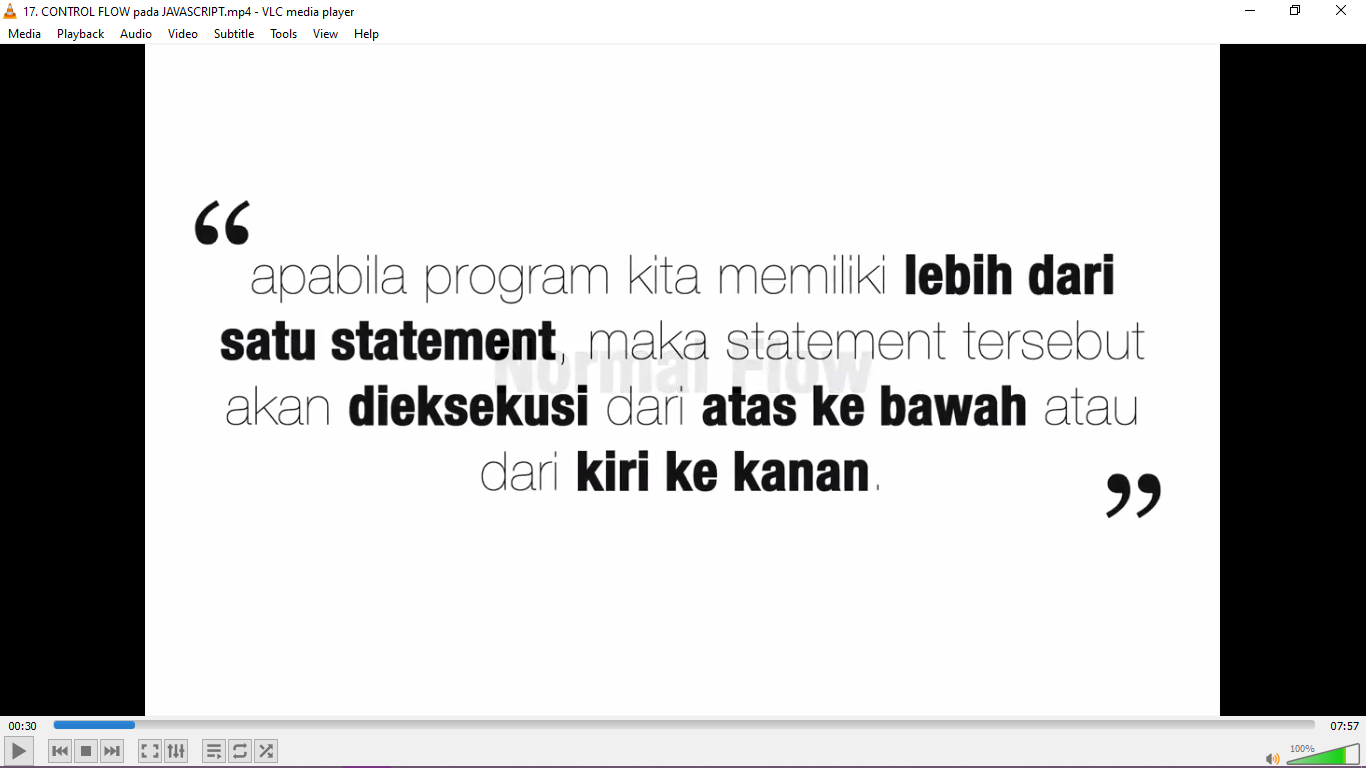 17. CONTROL FLOW pada JAVASCRIPT.mp4 - VLC media player
Media Playback Audio Video Subtitle Tools View Help
“
apabila program kita memiliki lebih dari
satu statement, maka statement tersebut
Normal Flow
akan dieksekusi dari atas ke bawah atau
dari kiri ke kanan.
”
00:30 07:57
100%